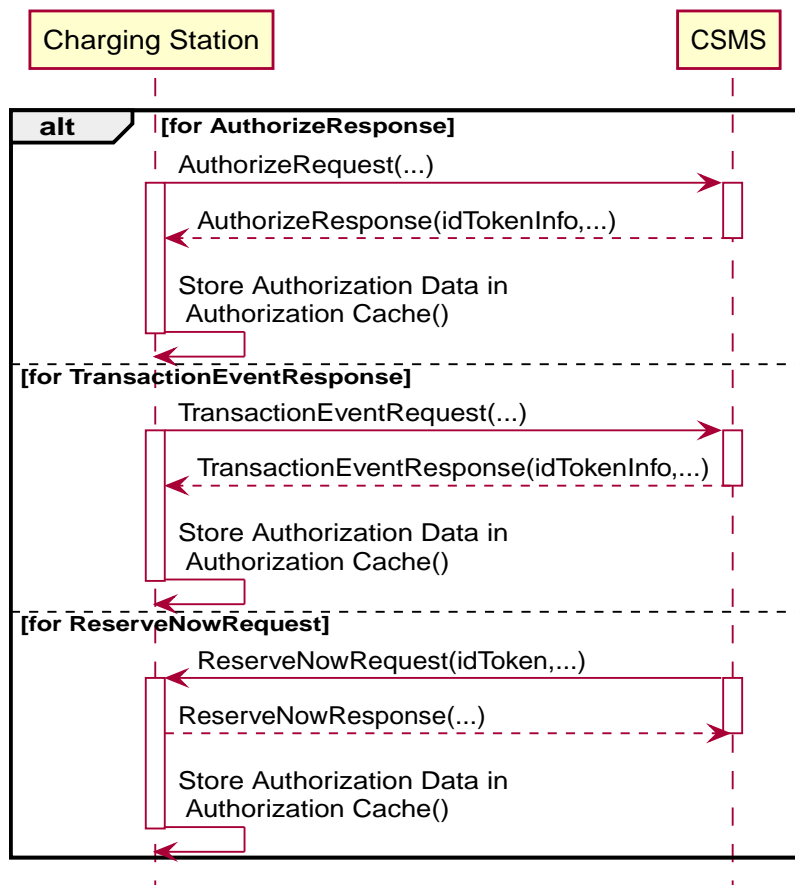 Charging Station
CSMS
alt
[for AuthorizeResponse]
AuthorizeRequest(...)
AuthorizeResponse(idTokenInfo,...)
Store Authorization Data in
Authorization Cache()
[for TransactionEventResponse]
TransactionEventRequest(...)
TransactionEventResponse(idTokenInfo,...)
Store Authorization Data in
Authorization Cache()
[for ReserveNowRequest]
ReserveNowRequest(idToken,...)
ReserveNowResponse(...)
Store Authorization Data in
Authorization Cache()